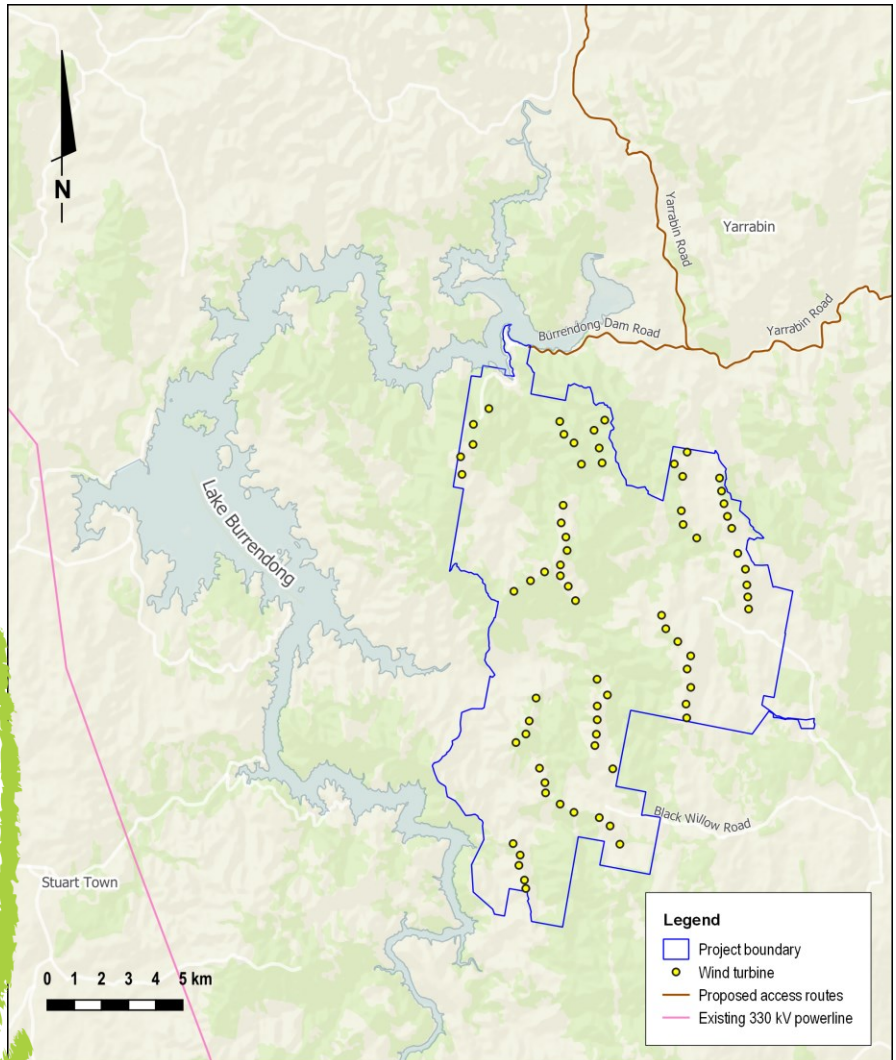 N
Yarrabin Road
Yarrabin
Burrendong Dam Road
Yarrabin Road
Lake Burrendong
Black Willow Road
Stuart Town
0 1 2 3 4 5 km
Legend
Project boundary
Wind turbine
Proposed access routes
Existing 330 kV powerline